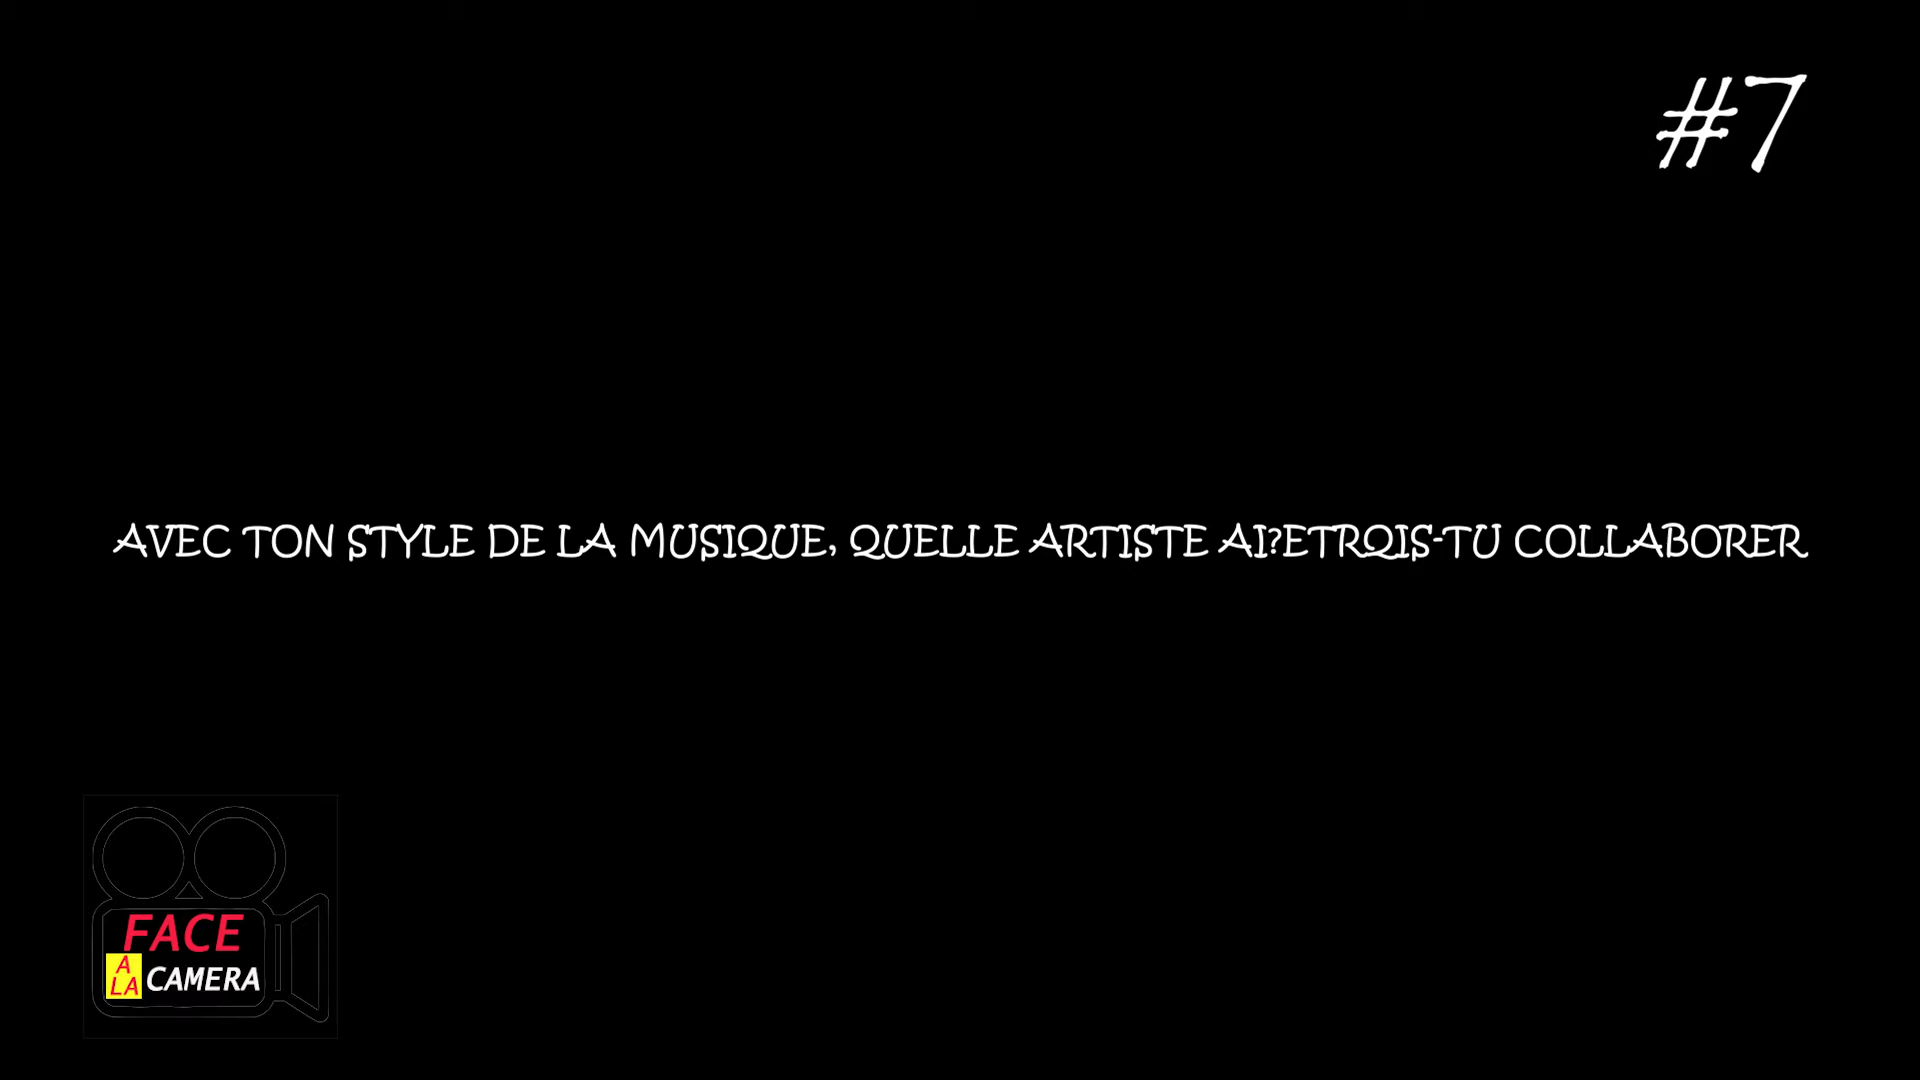 #7
AVEC TON STYLE DE LA MUSIQUE, QUELLE ARTISTE AI?ETRQIS-TU COLLABORER
FACE
A
LA CAMERA